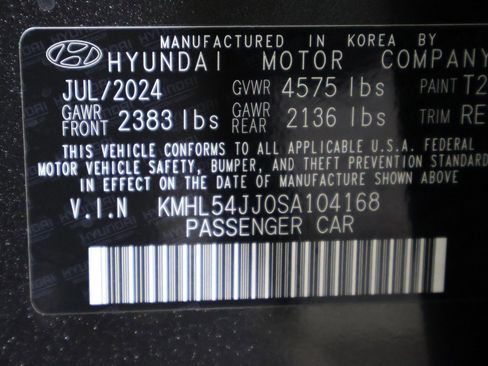 MANUFACTURED IN KOREA BY
HYUNDAI MOTOR COMPANY
JUL/2024 GVWR 4575 lbs PAINT T2
GAWR FRONT 2383 lbs GAWR REAR 2136 lbs TRIM RE
THIS VEHICLE CONFORMS TO ALL APPLICABLE U.S.A. FEDERAL
MOTOR VEHICLE SAFETY, BUMPER, AND THEFT PREVENTION STANDARD
IN EFFECT ON THE DATE OF MANUFACTURE SHOWN ABOVE
V.I.N KMHL54JJ0SA104168
PASSENGER CAR